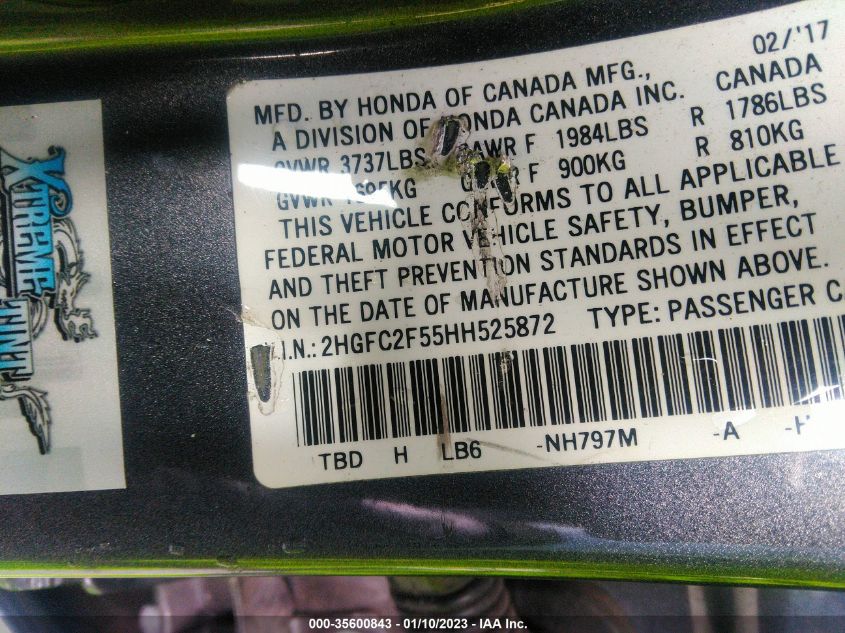 02/'17
MFD. BY HONDA OF CANADA MFG.,
A DIVISION OF HONDA CANADA INC. CANADA
GVWR 3737LBS GAWR F 1984LBS R 1786LBS
GVWR KG F 900KG R 810KG
THIS VEHICLE CONFORMS TO ALL APPLICABLE
FEDERAL MOTOR VEHICLE SAFETY, BUMPER,
AND THEFT PREVENTION STANDARDS IN EFFECT
ON THE DATE OF MANUFACTURE SHOWN ABOVE.
.I.N.: 2HGFC2F55HH525872 TYPE: PASSENGER C
TBD H LB6 -NH797M -A -H
XTREME
TINT
000-35600843 — 01/10/2023 — IAA Inc.